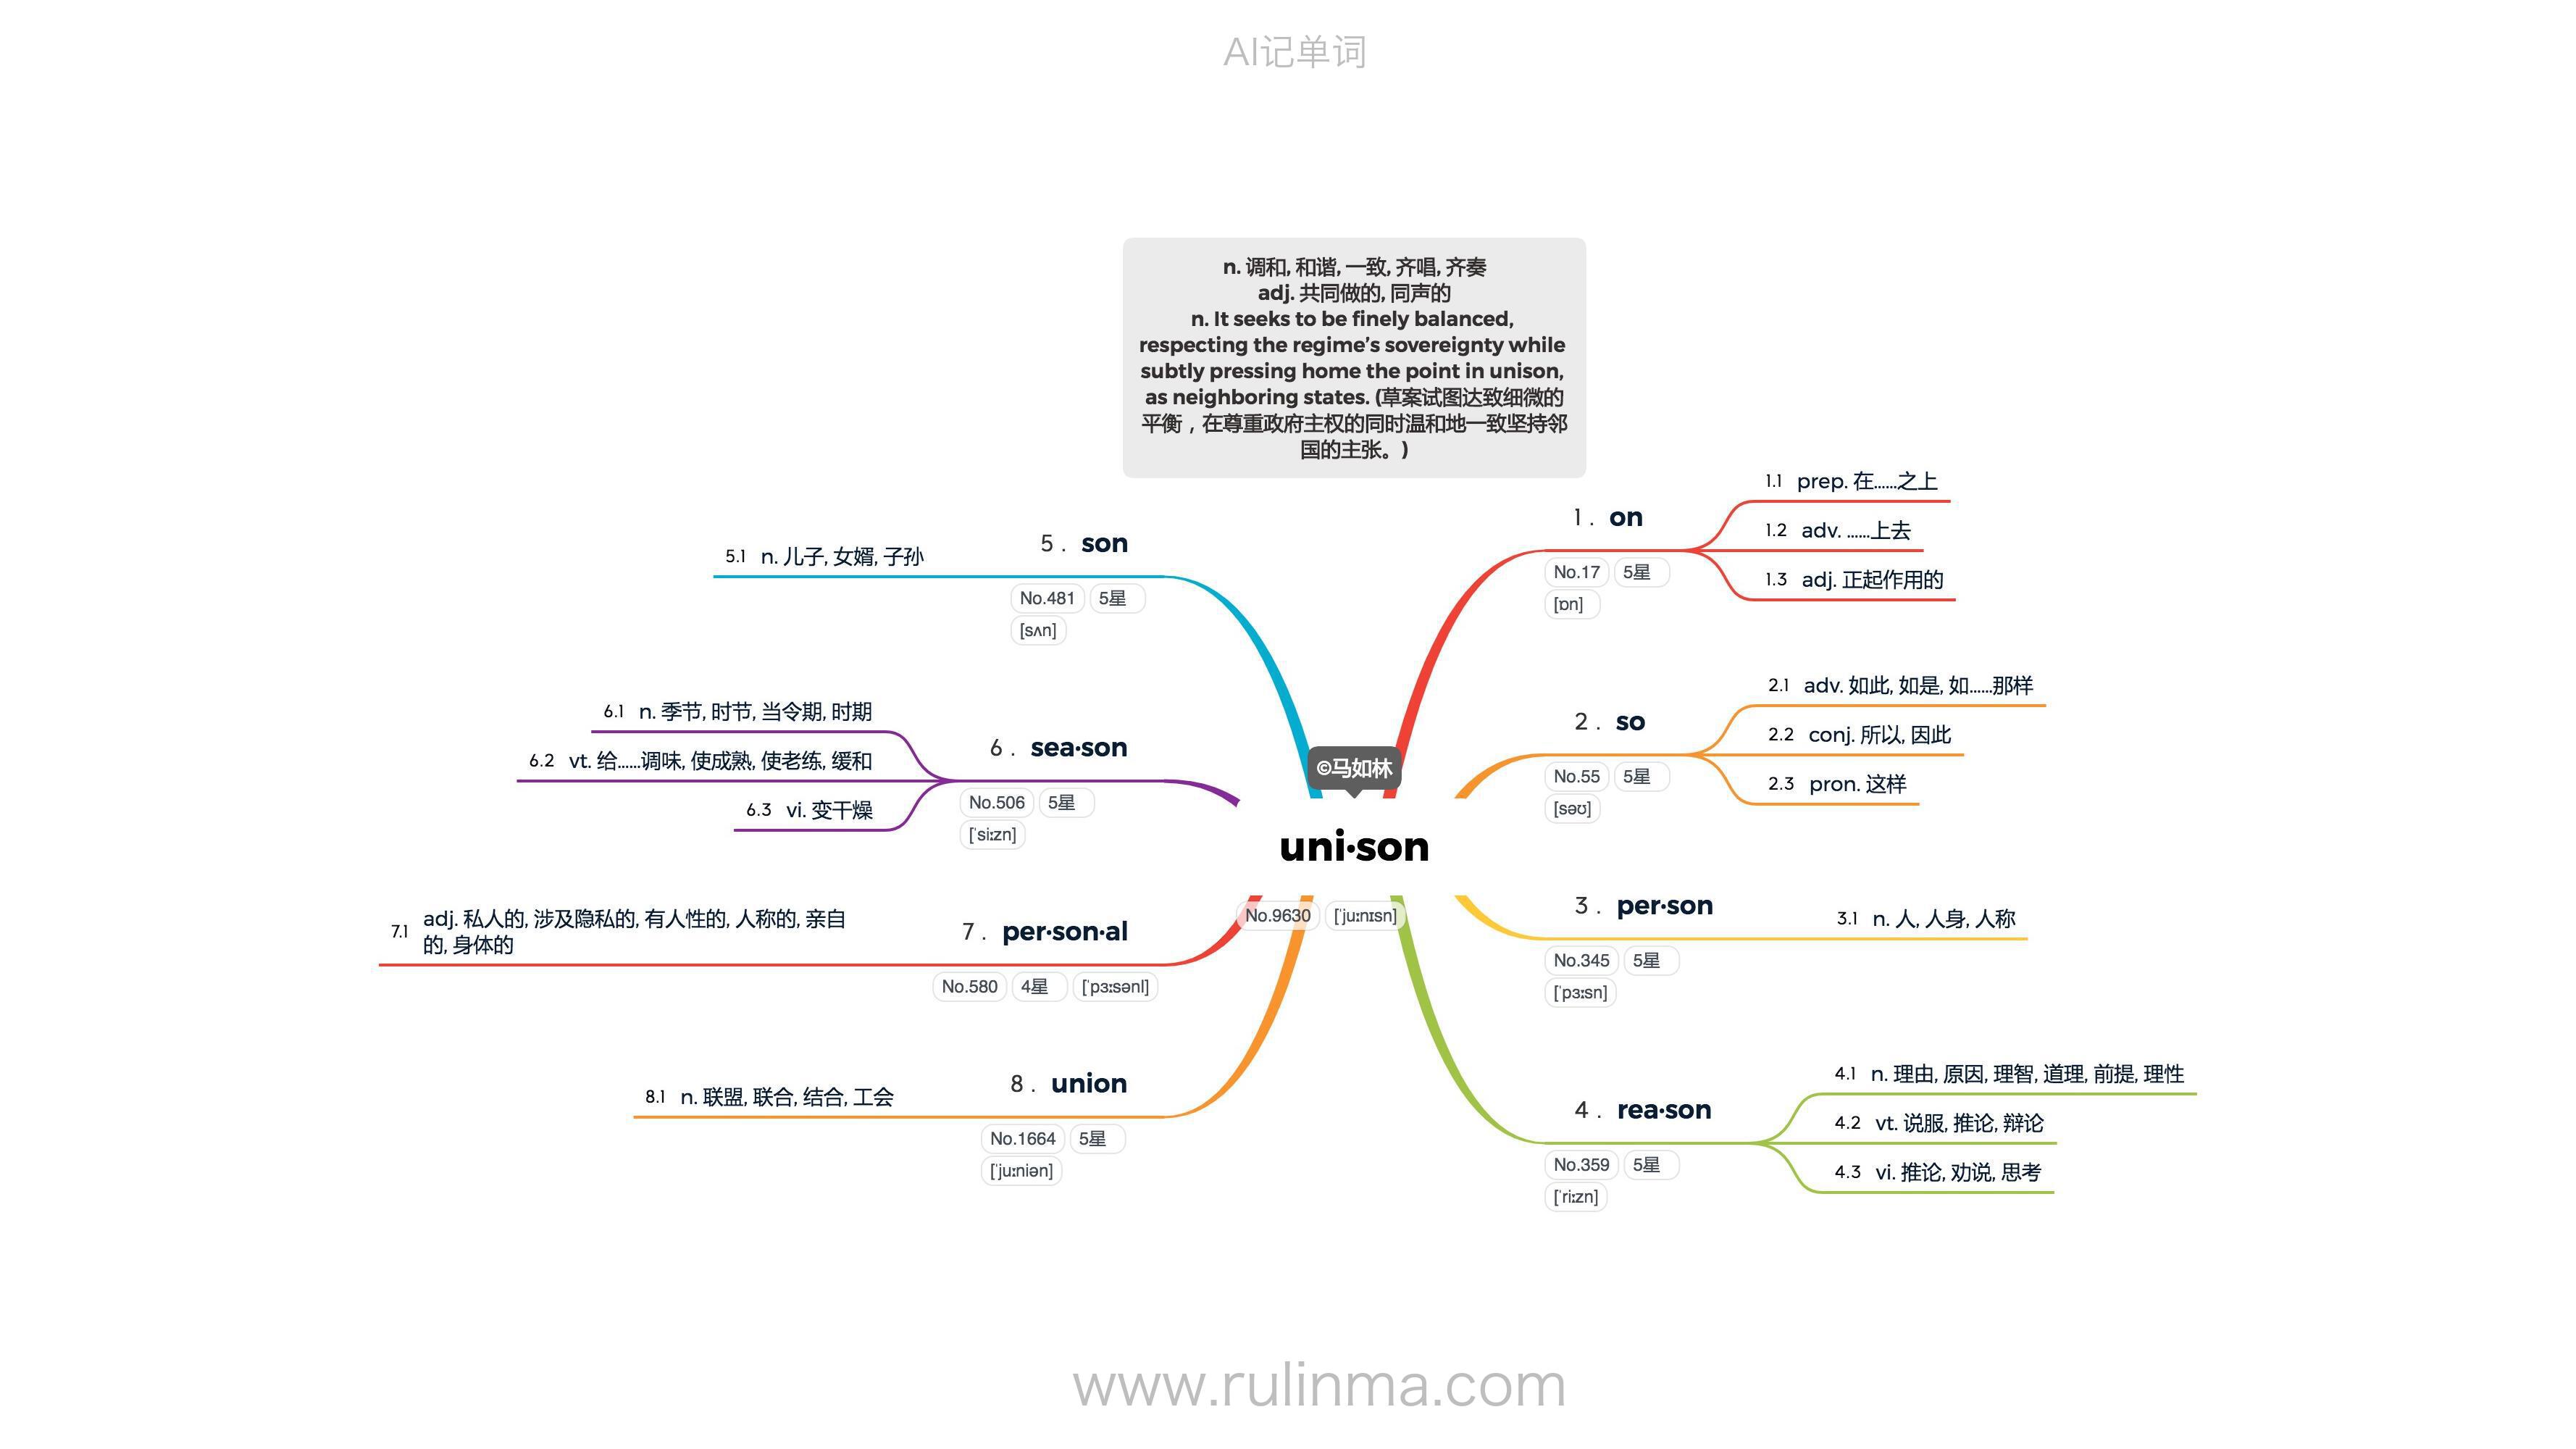 AI记单词
n. 调和, 和谐, 一致, 齐唱, 齐奏
adj. 共同做的, 同声的
n. It seeks to be finely balanced,
respecting the regime’s sovereignty while
subtly pressing home the point in unison,
as neighboring states. (草案试图达致细微的
平衡，在尊重政府主权的同时温和地一致坚持邻
国的主张。)
©马如林
uni·son
No.9630 [ˈjuːnɪsn]
1 . on
No.17 5星
[ɒn]
1.1 prep. 在……之上
1.2 adv. ……上去
1.3 adj. 正起作用的
2 . so
No.55 5星
[səʊ]
2.1 adv. 如此, 如是, 如……那样
2.2 conj. 所以, 因此
2.3 pron. 这样
3 . per·son
No.345 5星
[ˈpɜːsn]
3.1 n. 人, 人身, 人称
4 . rea·son
No.359 5星
[ˈriːzn]
4.1 n. 理由, 原因, 理智, 道理, 前提, 理性
4.2 vt. 说服, 推论, 辩论
4.3 vi. 推论, 劝说, 思考
5 . son
No.481 5星
[sʌn]
5.1 n. 儿子, 女婿, 子孙
6 . sea·son
No.506 5星
[ˈsiːzn]
6.1 n. 季节, 时节, 当令期, 时期
6.2 vt. 给……调味, 使成熟, 使老练, 缓和
6.3 vi. 变干燥
7 . per·son·al
No.580 4星 [ˈpɜːsənl]
7.1 adj. 私人的, 涉及隐私的, 有人性的, 人称的, 亲自
的, 身体的
8 . union
No.1664 5星
[ˈjuːniən]
8.1 n. 联盟, 联合, 结合, 工会
www.rulinma.com